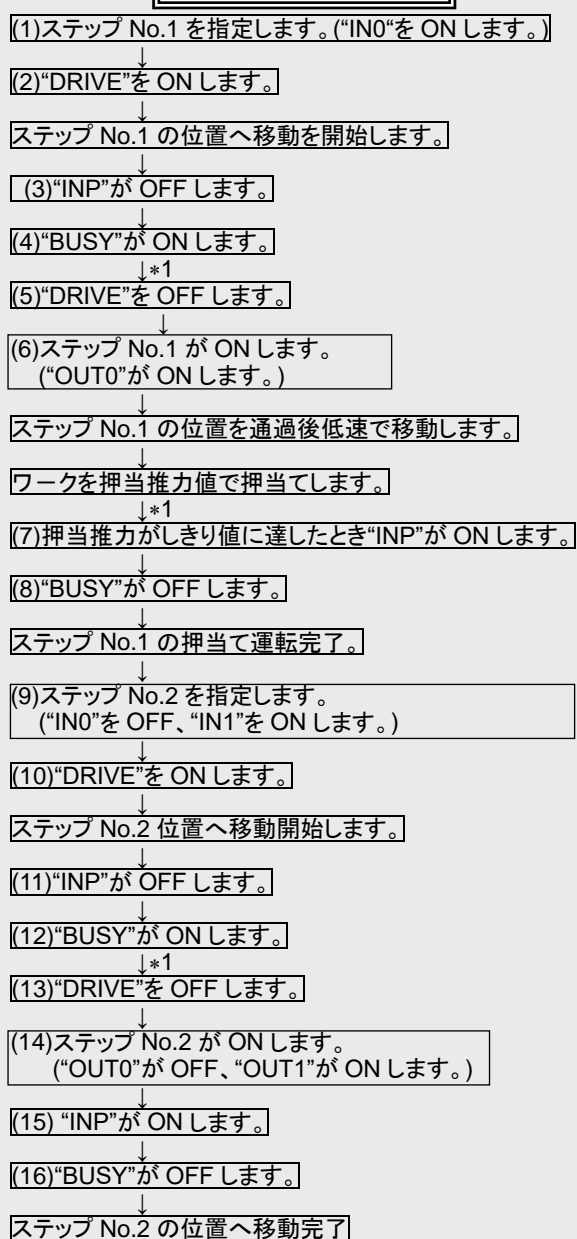 (1)ステップ No.1 を指定します。(“IN0“を ON します。)
↓
(2)“DRIVE”を ON します。
↓
ステップ No.1 の位置へ移動を開始します。
↓
(3)“INP”が OFF します。
↓
(4)“BUSY”が ON します。
↓*1
(5)“DRIVE”を OFF します。
↓
(6)ステップ No.1 が ON します。
(“OUT0”が ON します。)
↓
ステップ No.1 の位置を通過後低速で移動します。
↓
ワークを押当推力値で押当てします。
↓*1
(7)押当推力がしきり値に達したとき“INP”が ON します。
↓
(8)“BUSY”が OFF します。
↓
ステップ No.1 の押当て運転完了。
↓
(9)ステップ No.2 を指定します。
(“IN0”を OFF、“IN1”を ON します。)
↓
(10)“DRIVE”を ON します。
↓
ステップ No.2 位置へ移動開始します。
↓
(11)“INP”が OFF します。
↓
(12)“BUSY”が ON します。
↓*1
(13)“DRIVE”を OFF します。
↓
(14)ステップ No.2 が ON します。
(“OUT0”が OFF、“OUT1”が ON します。)
↓
(15) “INP”が ON します。
↓
(16)“BUSY”が OFF します。
↓
ステップ No.2 の位置へ移動完了